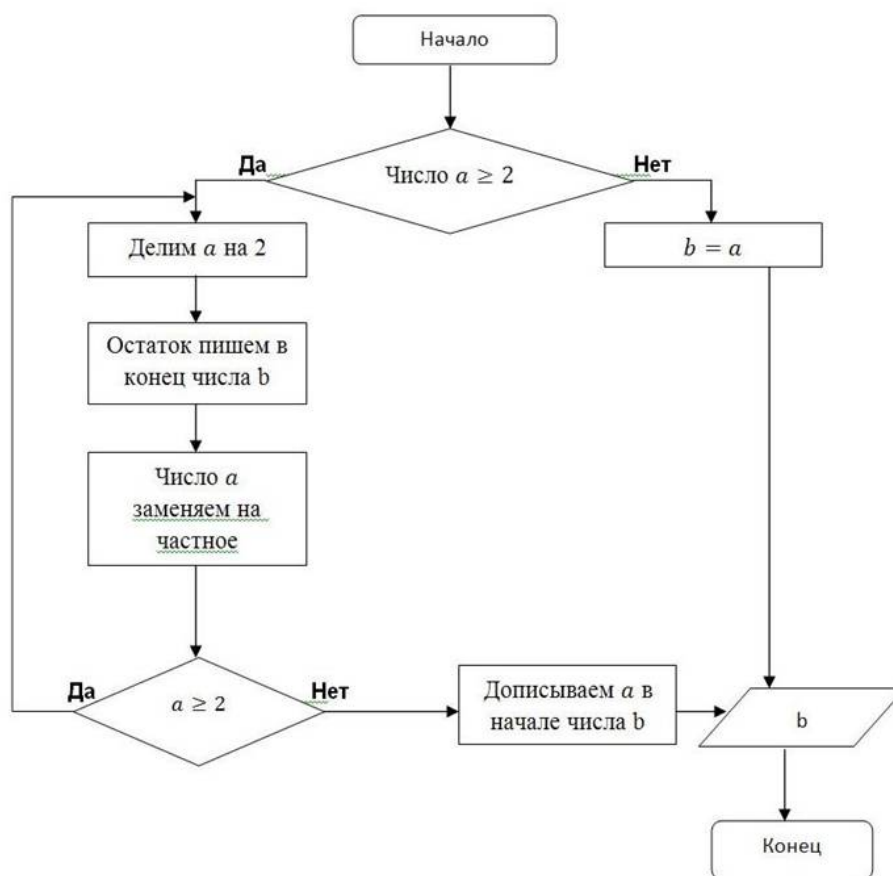 Начало
Да
Число a ≥ 2
Нет
Делим a на 2
b = a
Остаток пишем в
конец числа b
Число a
заменяем на
частное
Да
a ≥ 2
Нет
Дописываем a в
начале числа b
b
Конец